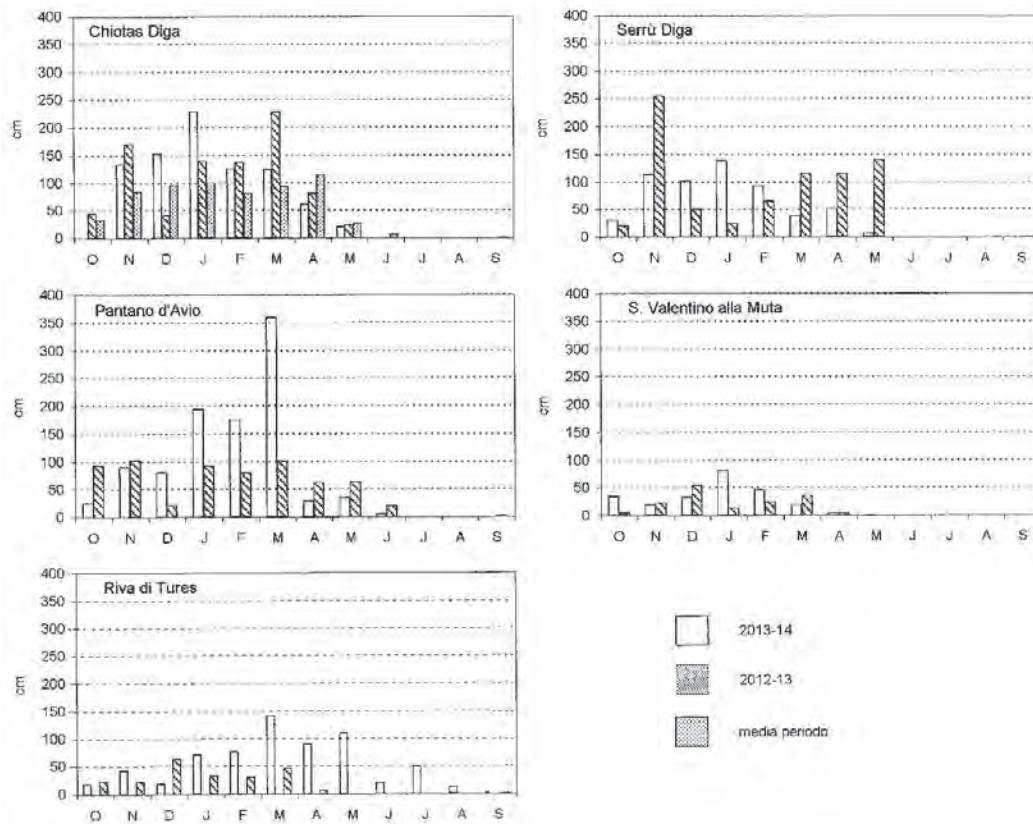 Chiotas Diga
400
350
300
250
200
150
100
50
0
cm
O N D J F M A M J J A S
Serrù Diga
400
350
300
250
200
150
100
50
0
cm
O N D J F M A M J J A S
Pantano d'Avio
400
350
300
250
200
150
100
50
0
cm
O N D J F M A M J J A S
S. Valentino alla Muta
400
350
300
250
200
150
100
50
0
cm
O N D J F M A M J J A S
Riva di Tures
400
350
300
250
200
150
100
50
0
cm
O N D J F M A M J J A S
2013-14
2012-13
media periodo